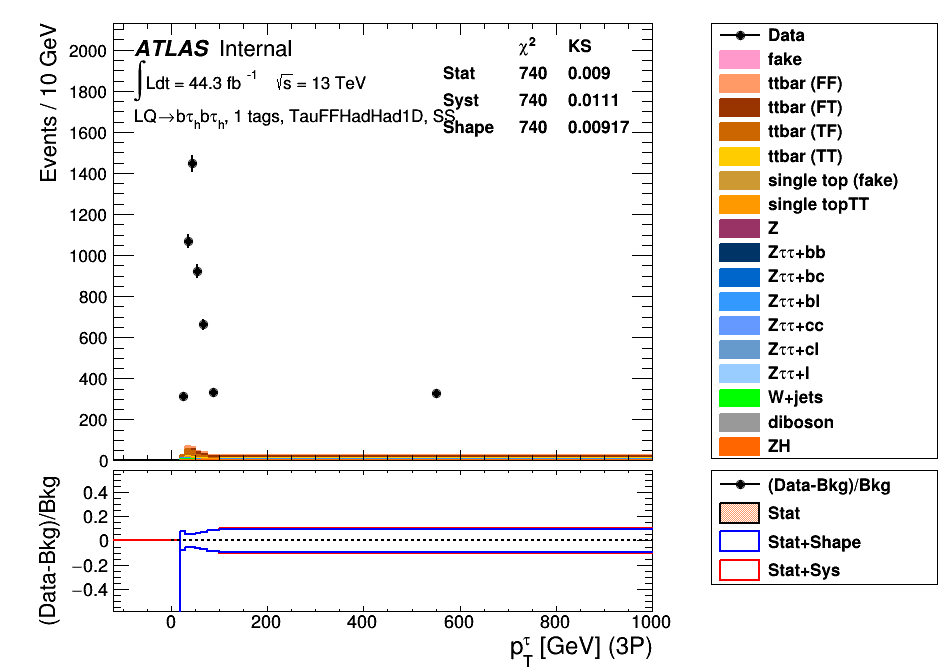 ATLAS Internal
∫Ldt = 44.3 fb⁻¹ √s = 13 TeV
LQ→bτₕbτₕ, 1 tags, TauFFHadHad1D, SS,
χ² KS
Stat 740 0.009
Syst 740 0.0111
Shape 740 0.00917
Events / 10 GeV
2000
1800
1600
1400
1200
1000
800
600
400
200
0
(Data-Bkg)/Bkg
0.4
0.2
0
−0.2
−0.4
0 200 400 600 800 1000
p_T^τ [GeV] (3P)
Data
fake
ttbar (FF)
ttbar (FT)
ttbar (TF)
ttbar (TT)
single top (fake)
single topTT
Z
Zττ+bb
Zττ+bc
Zττ+bl
Zττ+cc
Zττ+cl
Zττ+l
W+jets
diboson
ZH
(Data-Bkg)/Bkg
Stat
Stat+Shape
Stat+Sys